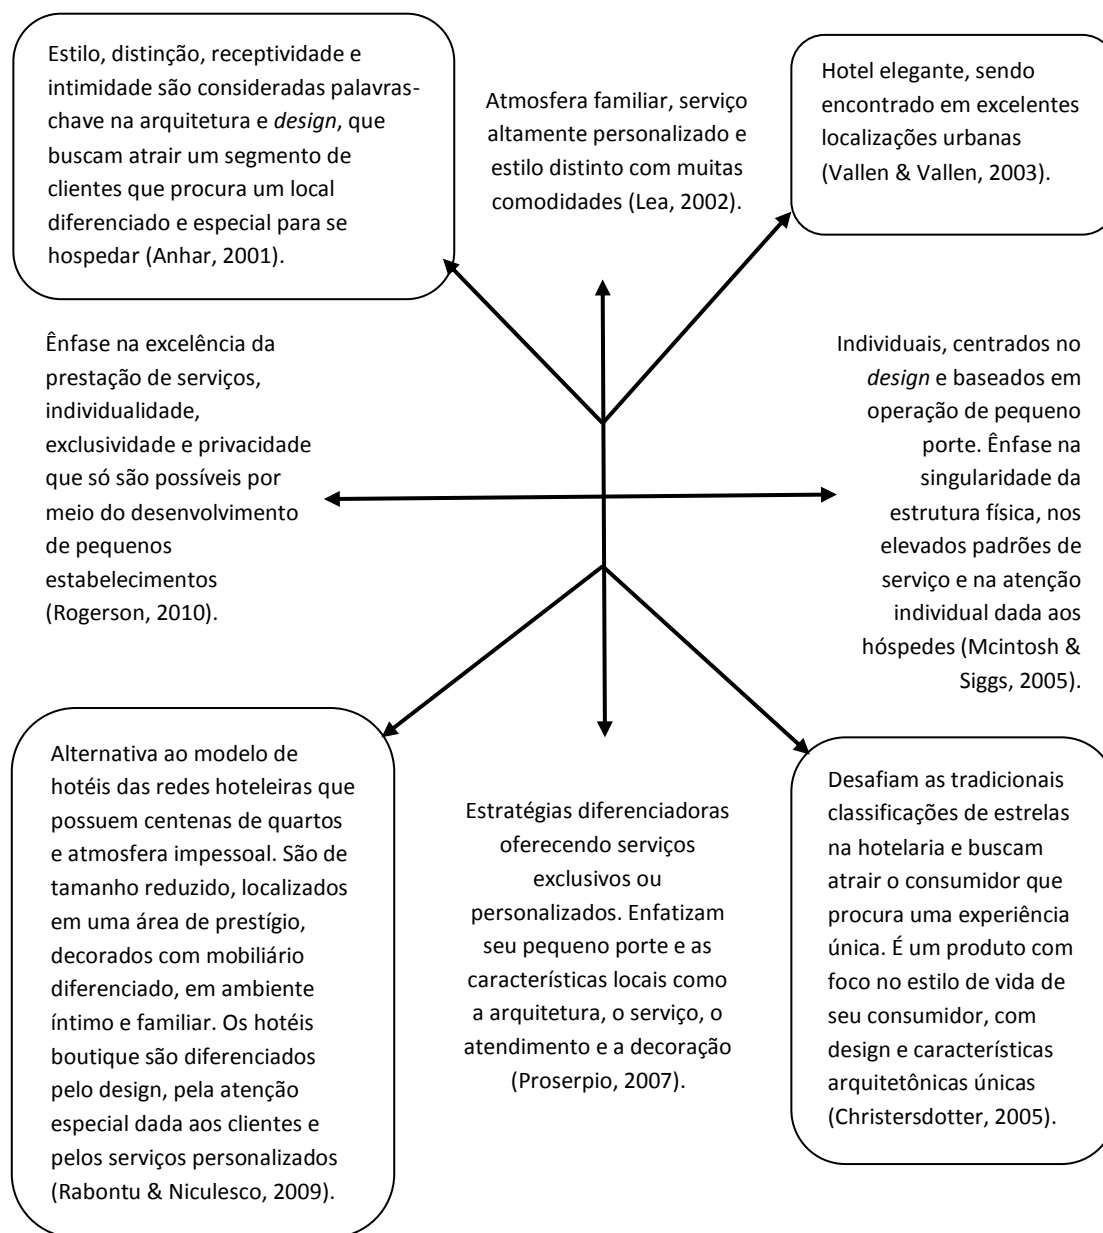 Estilo, distinção, receptividade e
intimidade são consideradas palavras-
chave na arquitetura e design, que
buscam atrair um segmento de
clientes que procura um local
diferenciado e especial para se
hospedar (Anhar, 2001).
Atmosfera familiar, serviço
altamente personalizado e
estilo distinto com muitas
comodidades (Lea, 2002).
Hotel elegante, sendo
encontrado em excelentes
localizações urbanas
(Vallen & Vallen, 2003).
Ênfase na excelência da
prestação de serviços,
individualidade,
exclusividade e privacidade
que só são possíveis por
meio do desenvolvimento
de pequenos
estabelecimentos
(Rogerson, 2010).
Individuais, centrados no
design e baseados em
operação de pequeno
porte. Ênfase na
singularidade da
estrutura física, nos
elevados padrões de
serviço e na atenção
individual dada aos
hóspedes (Mcintosh &
Siggs, 2005).
Alternativa ao modelo de
hotéis das redes hoteleiras que
possuem centenas de quartos
e atmosfera impessoal. São de
tamanho reduzido, localizados
em uma área de prestígio,
decorados com mobiliário
diferenciado, em ambiente
íntimo e familiar. Os hotéis
boutique são diferenciados
pelo design, pela atenção
especial dada aos clientes e
pelos serviços personalizados
(Rabontu & Niculesco, 2009).
Estratégias diferenciadoras
oferecendo serviços
exclusivos ou
personalizados. Enfatizam
seu pequeno porte e as
características locais como
a arquitetura, o serviço, o
atendimento e a decoração
(Proserpio, 2007).
Desafiam as tradicionais
classificações de estrelas
na hotelaria e buscam
atrair o consumidor que
procura uma experiência
única. É um produto com
foco no estilo de vida de
seu consumidor, com
design e características
arquitetônicas únicas
(Christersdotter, 2005).